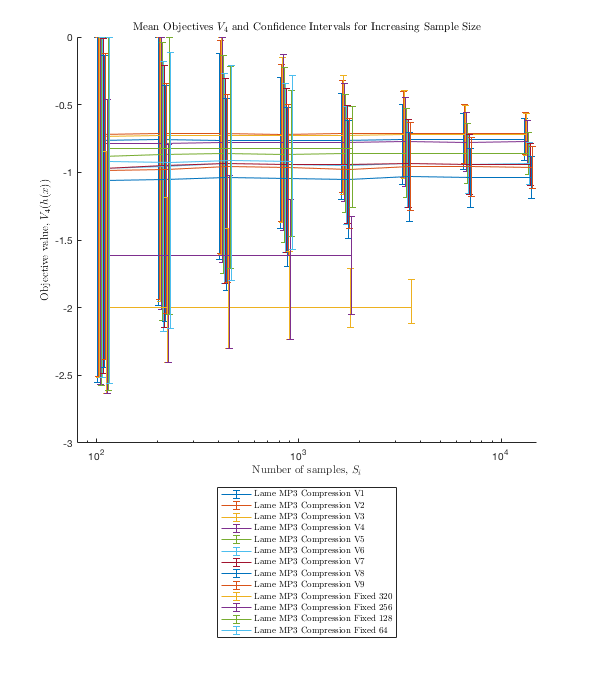 Mean Objectives V4 and Confidence Intervals for Increasing Sample Size
0
-0.5
-1
-1.5
-2
-2.5
-3
Objective value, V4(h(x))
10^2
10^3
10^4
Number of samples, Si
Lame MP3 Compression V1
Lame MP3 Compression V2
Lame MP3 Compression V3
Lame MP3 Compression V4
Lame MP3 Compression V5
Lame MP3 Compression V6
Lame MP3 Compression V7
Lame MP3 Compression V8
Lame MP3 Compression V9
Lame MP3 Compression Fixed 320
Lame MP3 Compression Fixed 256
Lame MP3 Compression Fixed 128
Lame MP3 Compression Fixed 64